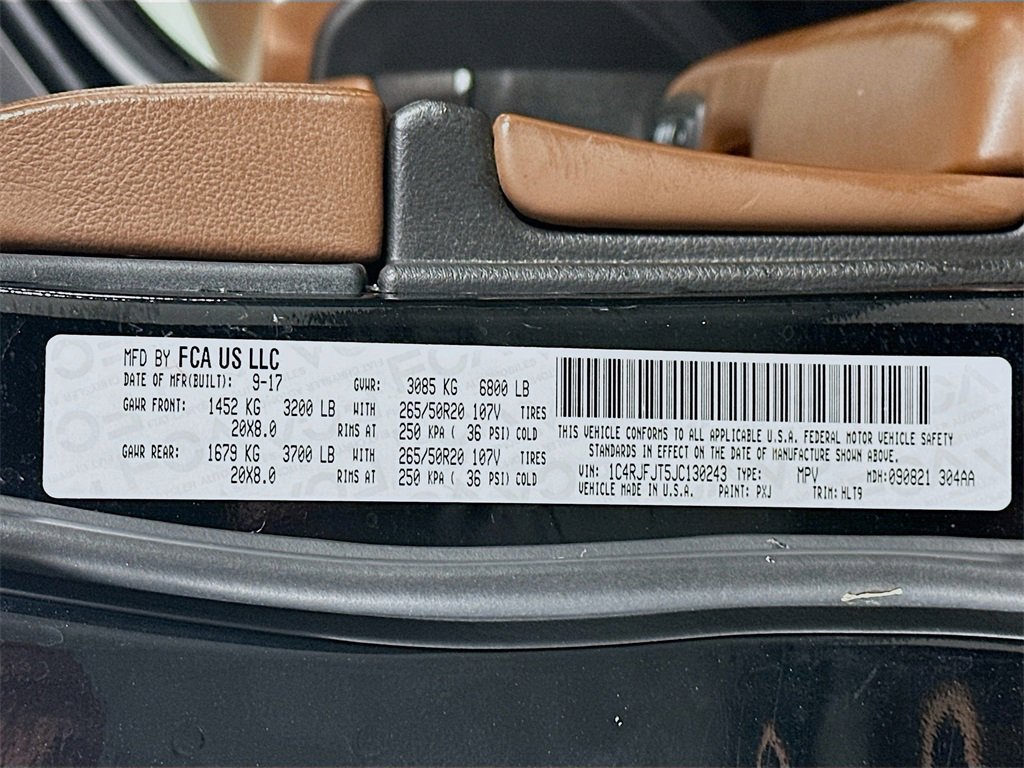 MFD BY FCA US LLC
DATE OF MFR(BUILT): 9-17 GVWR: 3085 KG 6800 LB
GAWR FRONT: 1452 KG 3200 LB WITH 265/50R20 107V TIRES
20X8.0 RIMS AT 250 KPA ( 36 PSI) COLD
GAWR REAR: 1679 KG 3700 LB WITH 265/50R20 107V TIRES
20X8.0 RIMS AT 250 KPA ( 36 PSI) COLD
THIS VEHICLE CONFORMS TO ALL APPLICABLE U.S.A. FEDERAL MOTOR VEHICLE SAFETY
STANDARDS IN EFFECT ON THE DATE OF MANUFACTURE SHOWN ABOVE.
VIN: 1C4RJFJT5JC130243 TYPE: MPV MDH:090821 304AA
VEHICLE MADE IN U.S.A. PAINT: PXJ TRIM: HLT9